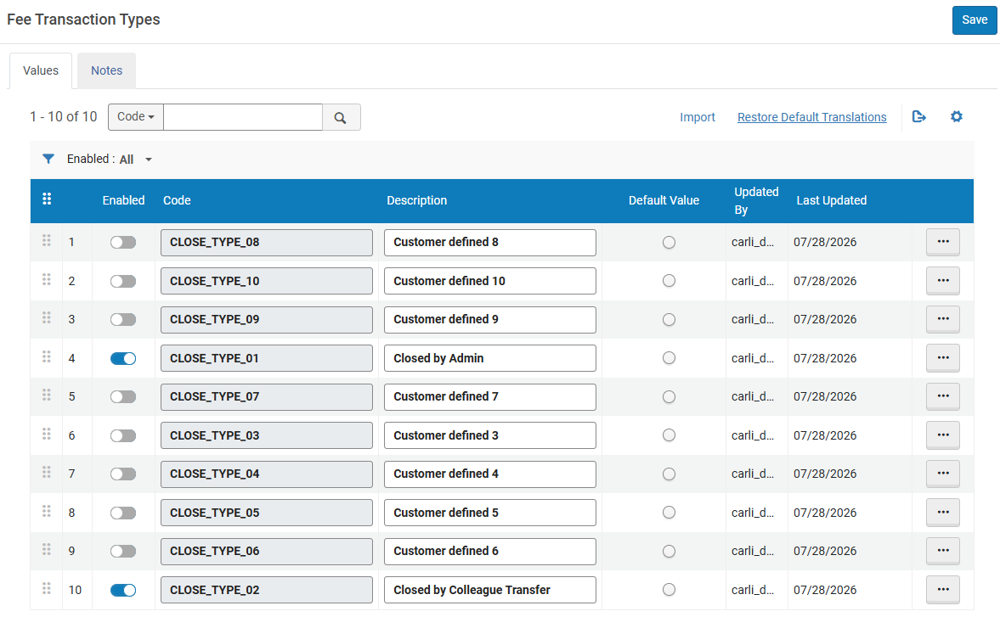 Fee Transaction Types
Save
Values
Notes
1 - 10 of 10
Code
Import
Restore Default Translations
Enabled : All
Enabled
Code
Description
Default Value
Updated By
Last Updated
1 CLOSE_TYPE_08 Customer defined 8 carli_d... 07/28/2026
2 CLOSE_TYPE_10 Customer defined 10 carli_d... 07/28/2026
3 CLOSE_TYPE_09 Customer defined 9 carli_d... 07/28/2026
4 CLOSE_TYPE_01 Closed by Admin carli_d... 07/28/2026
5 CLOSE_TYPE_07 Customer defined 7 carli_d... 07/28/2026
6 CLOSE_TYPE_03 Customer defined 3 carli_d... 07/28/2026
7 CLOSE_TYPE_04 Customer defined 4 carli_d... 07/28/2026
8 CLOSE_TYPE_05 Customer defined 5 carli_d... 07/28/2026
9 CLOSE_TYPE_06 Customer defined 6 carli_d... 07/28/2026
10 CLOSE_TYPE_02 Closed by Colleague Transfer carli_d... 07/28/2026